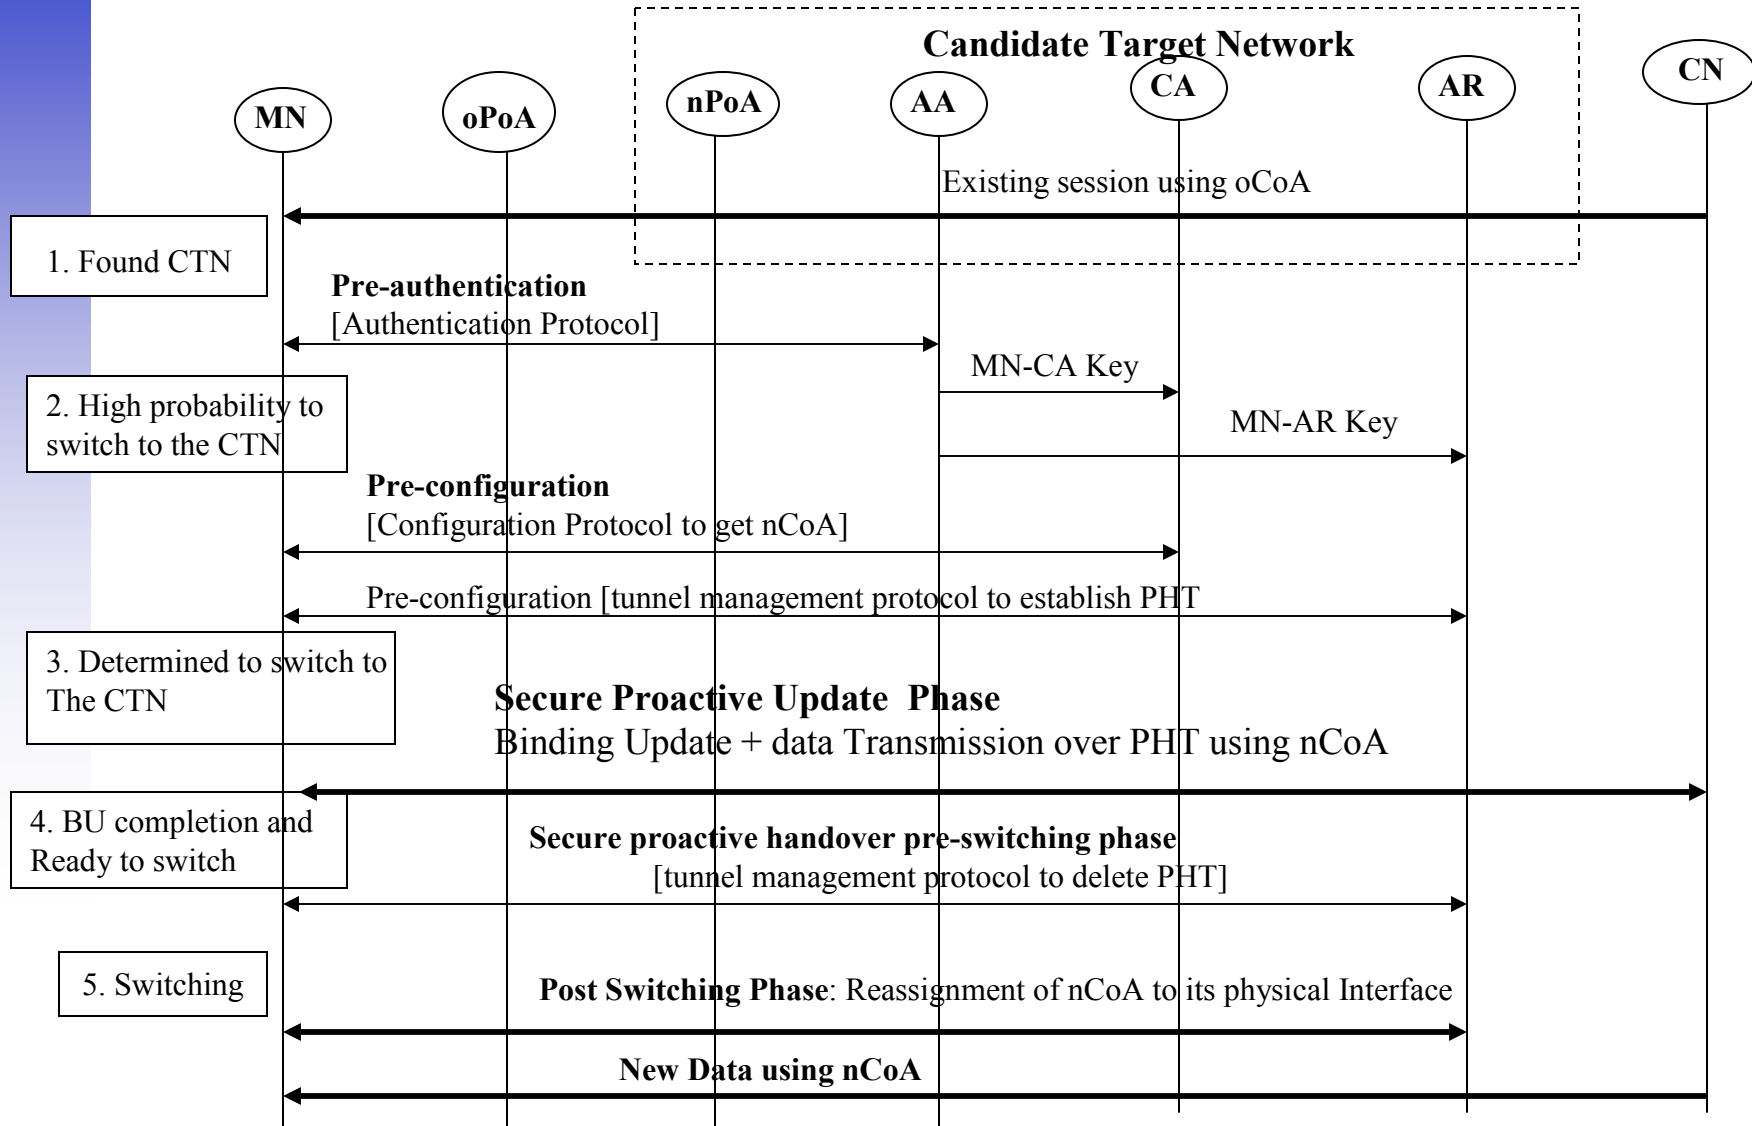 Candidate Target Network
MN
oPoA
nPoA
AA
CA
AR
CN
Existing session using oCoA
1. Found CTN
Pre-authentication
[Authentication Protocol]
MN-CA Key
2. High probability to
switch to the CTN
MN-AR Key
Pre-configuration
[Configuration Protocol to get nCoA]
Pre-configuration [tunnel management protocol to establish PHT
3. Determined to switch to
The CTN
Secure Proactive Update Phase
Binding Update + data Transmission over PHT using nCoA
4. BU completion and
Ready to switch
Secure proactive handover pre-switching phase
[tunnel management protocol to delete PHT]
5. Switching
Post Switching Phase: Reassignment of nCoA to its physical Interface
New Data using nCoA